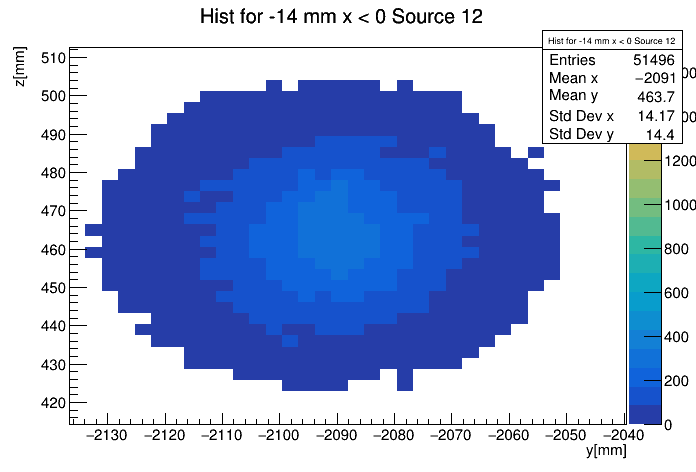 Hist for -14 mm x < 0 Source 12
z[mm]
510
500
490
480
470
460
450
440
430
420
−2130 −2120 −2110 −2100 −2090 −2080 −2070 −2060 −2050 −2040
y[mm]
Hist for -14 mm x < 0 Source 12
Entries 51496
Mean x −2091
Mean y 463.7
Std Dev x 14.17
Std Dev y 14.4
1200
1000
800
600
400
200
0